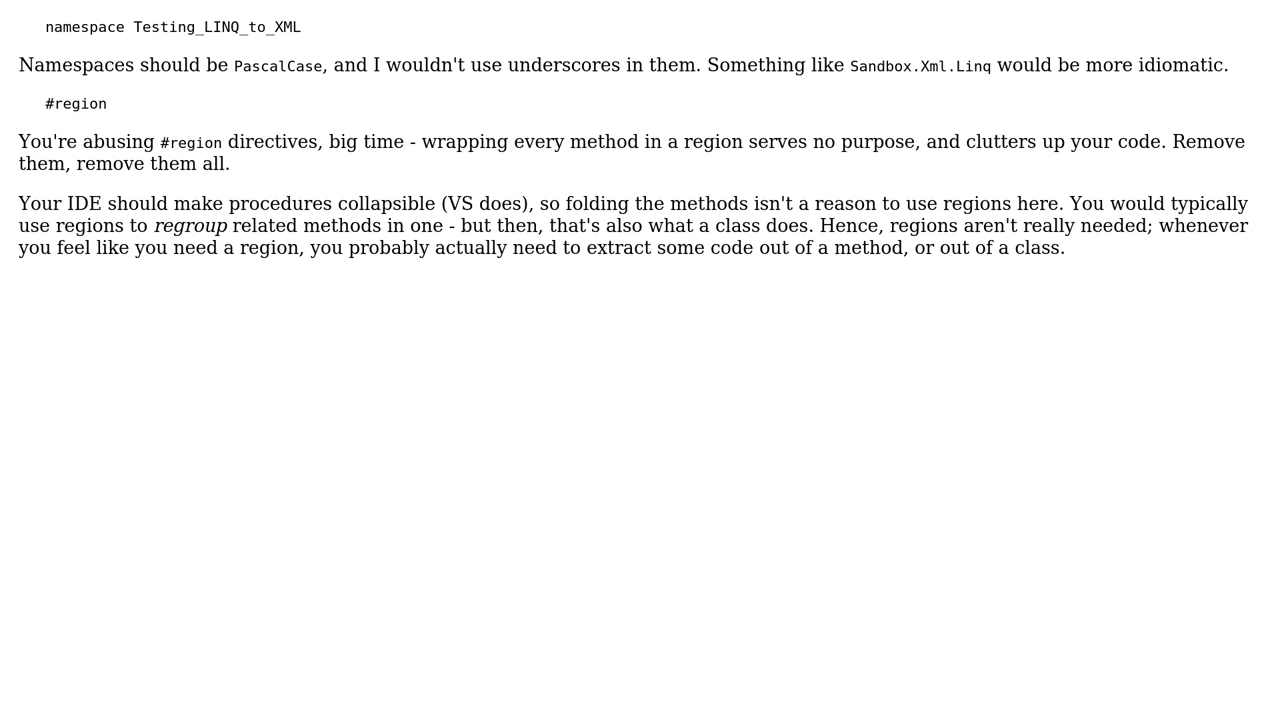 namespace Testing_LINQ_to_XML
Namespaces should be PascalCase, and I wouldn't use underscores in them. Something like Sandbox.Xml.Linq would be more idiomatic.
#region
You're abusing #region directives, big time - wrapping every method in a region serves no purpose, and clutters up your code. Remove
them, remove them all.
Your IDE should make procedures collapsible (VS does), so folding the methods isn't a reason to use regions here. You would typically
use regions to regroup related methods in one - but then, that's also what a class does. Hence, regions aren't really needed; whenever
you feel like you need a region, you probably actually need to extract some code out of a method, or out of a class.